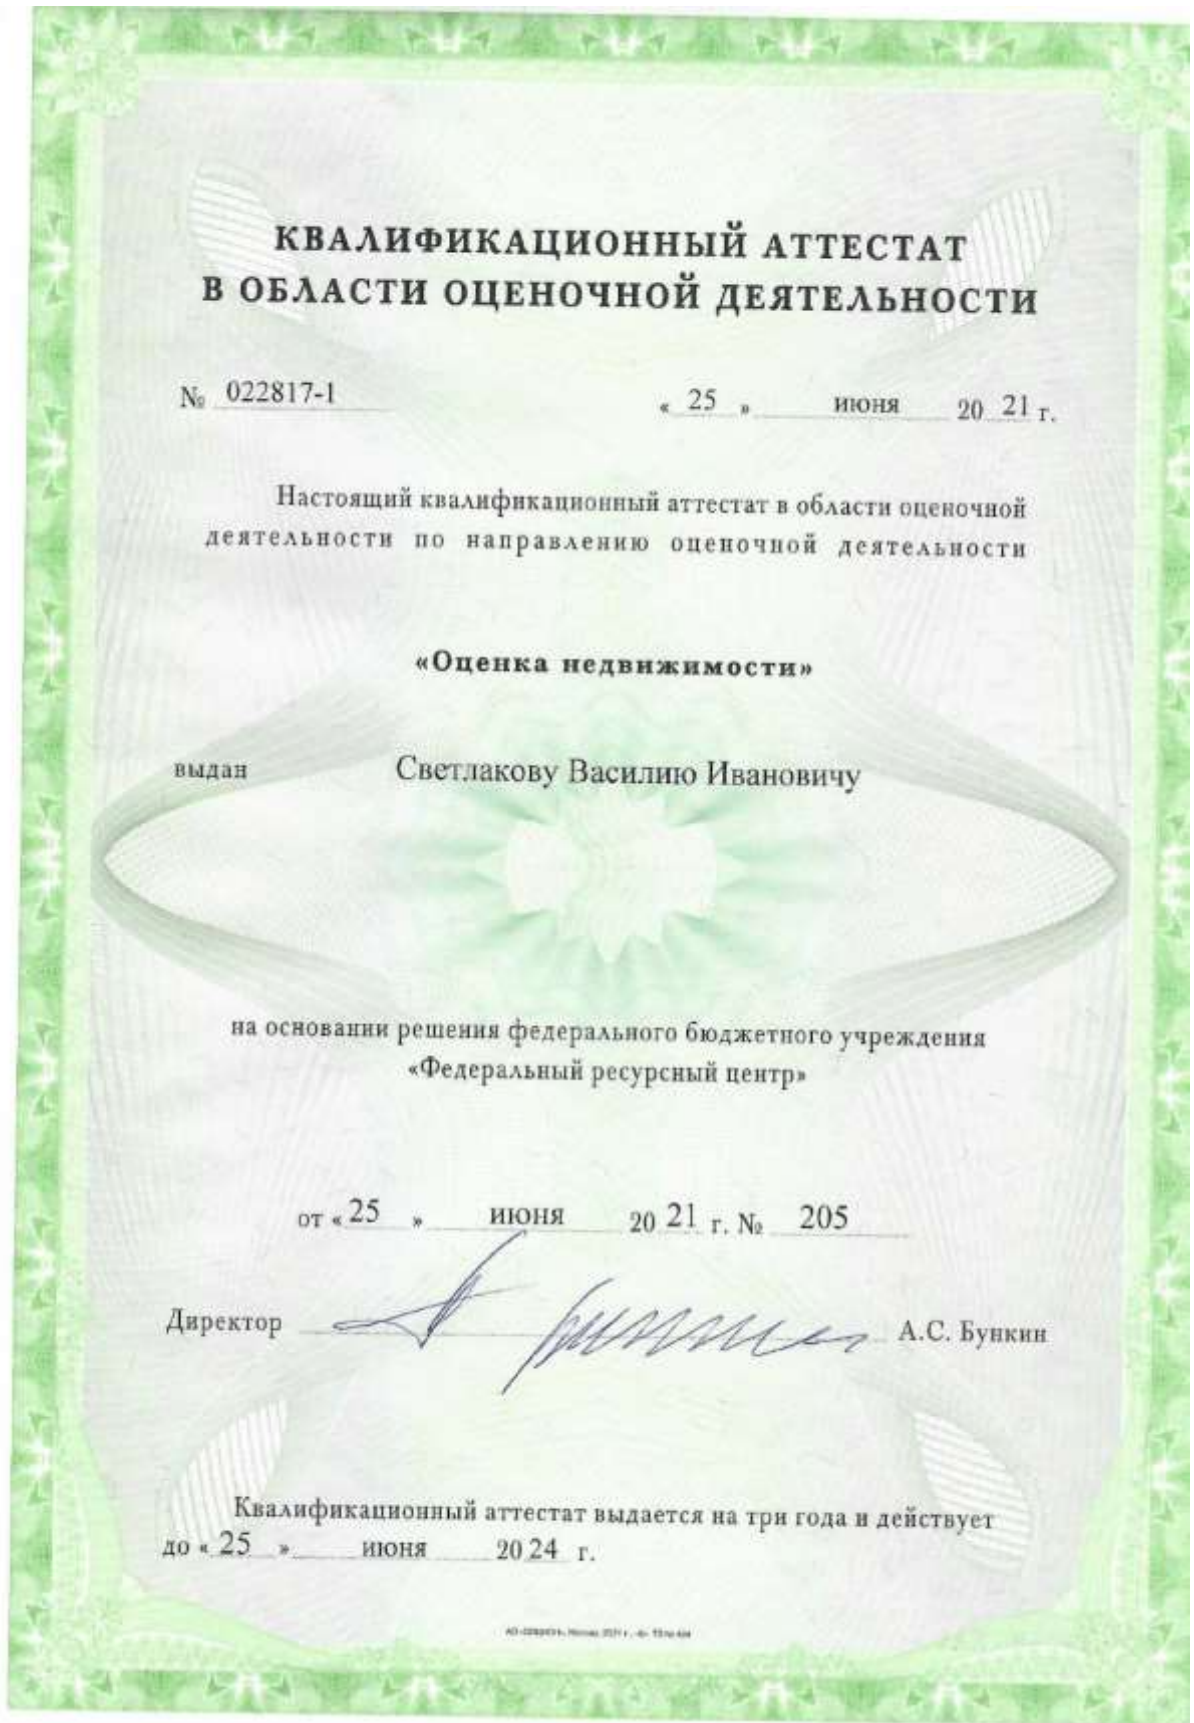 КВАЛИФИКАЦИОННЫЙ АТТЕСТАТ
В ОБЛАСТИ ОЦЕНОЧНОЙ ДЕЯТЕЛЬНОСТИ
№ 022817-1 « 25 » июня 20 21 г.
Настоящий квалификационный аттестат в области оценочной
деятельности по направлению оценочной деятельности
«Оценка недвижимости»
выдан Светлакову Василию Ивановичу
на основании решения федерального бюджетного учреждения
«Федеральный ресурсный центр»
от « 25 » июня 20 21 г. № 205
Директор А.С. Бункин
Квалификационный аттестат выдается на три года и действует
до « 25 » июня 20 24 г.